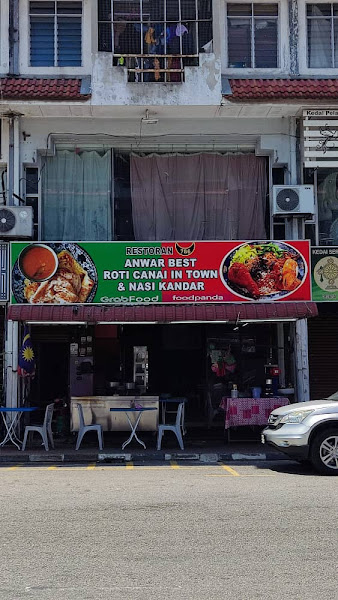 RESTORAN
ANWAR BEST
ROTI CANAI IN TOWN
& NASI KANDAR
GrabFood foodpanda